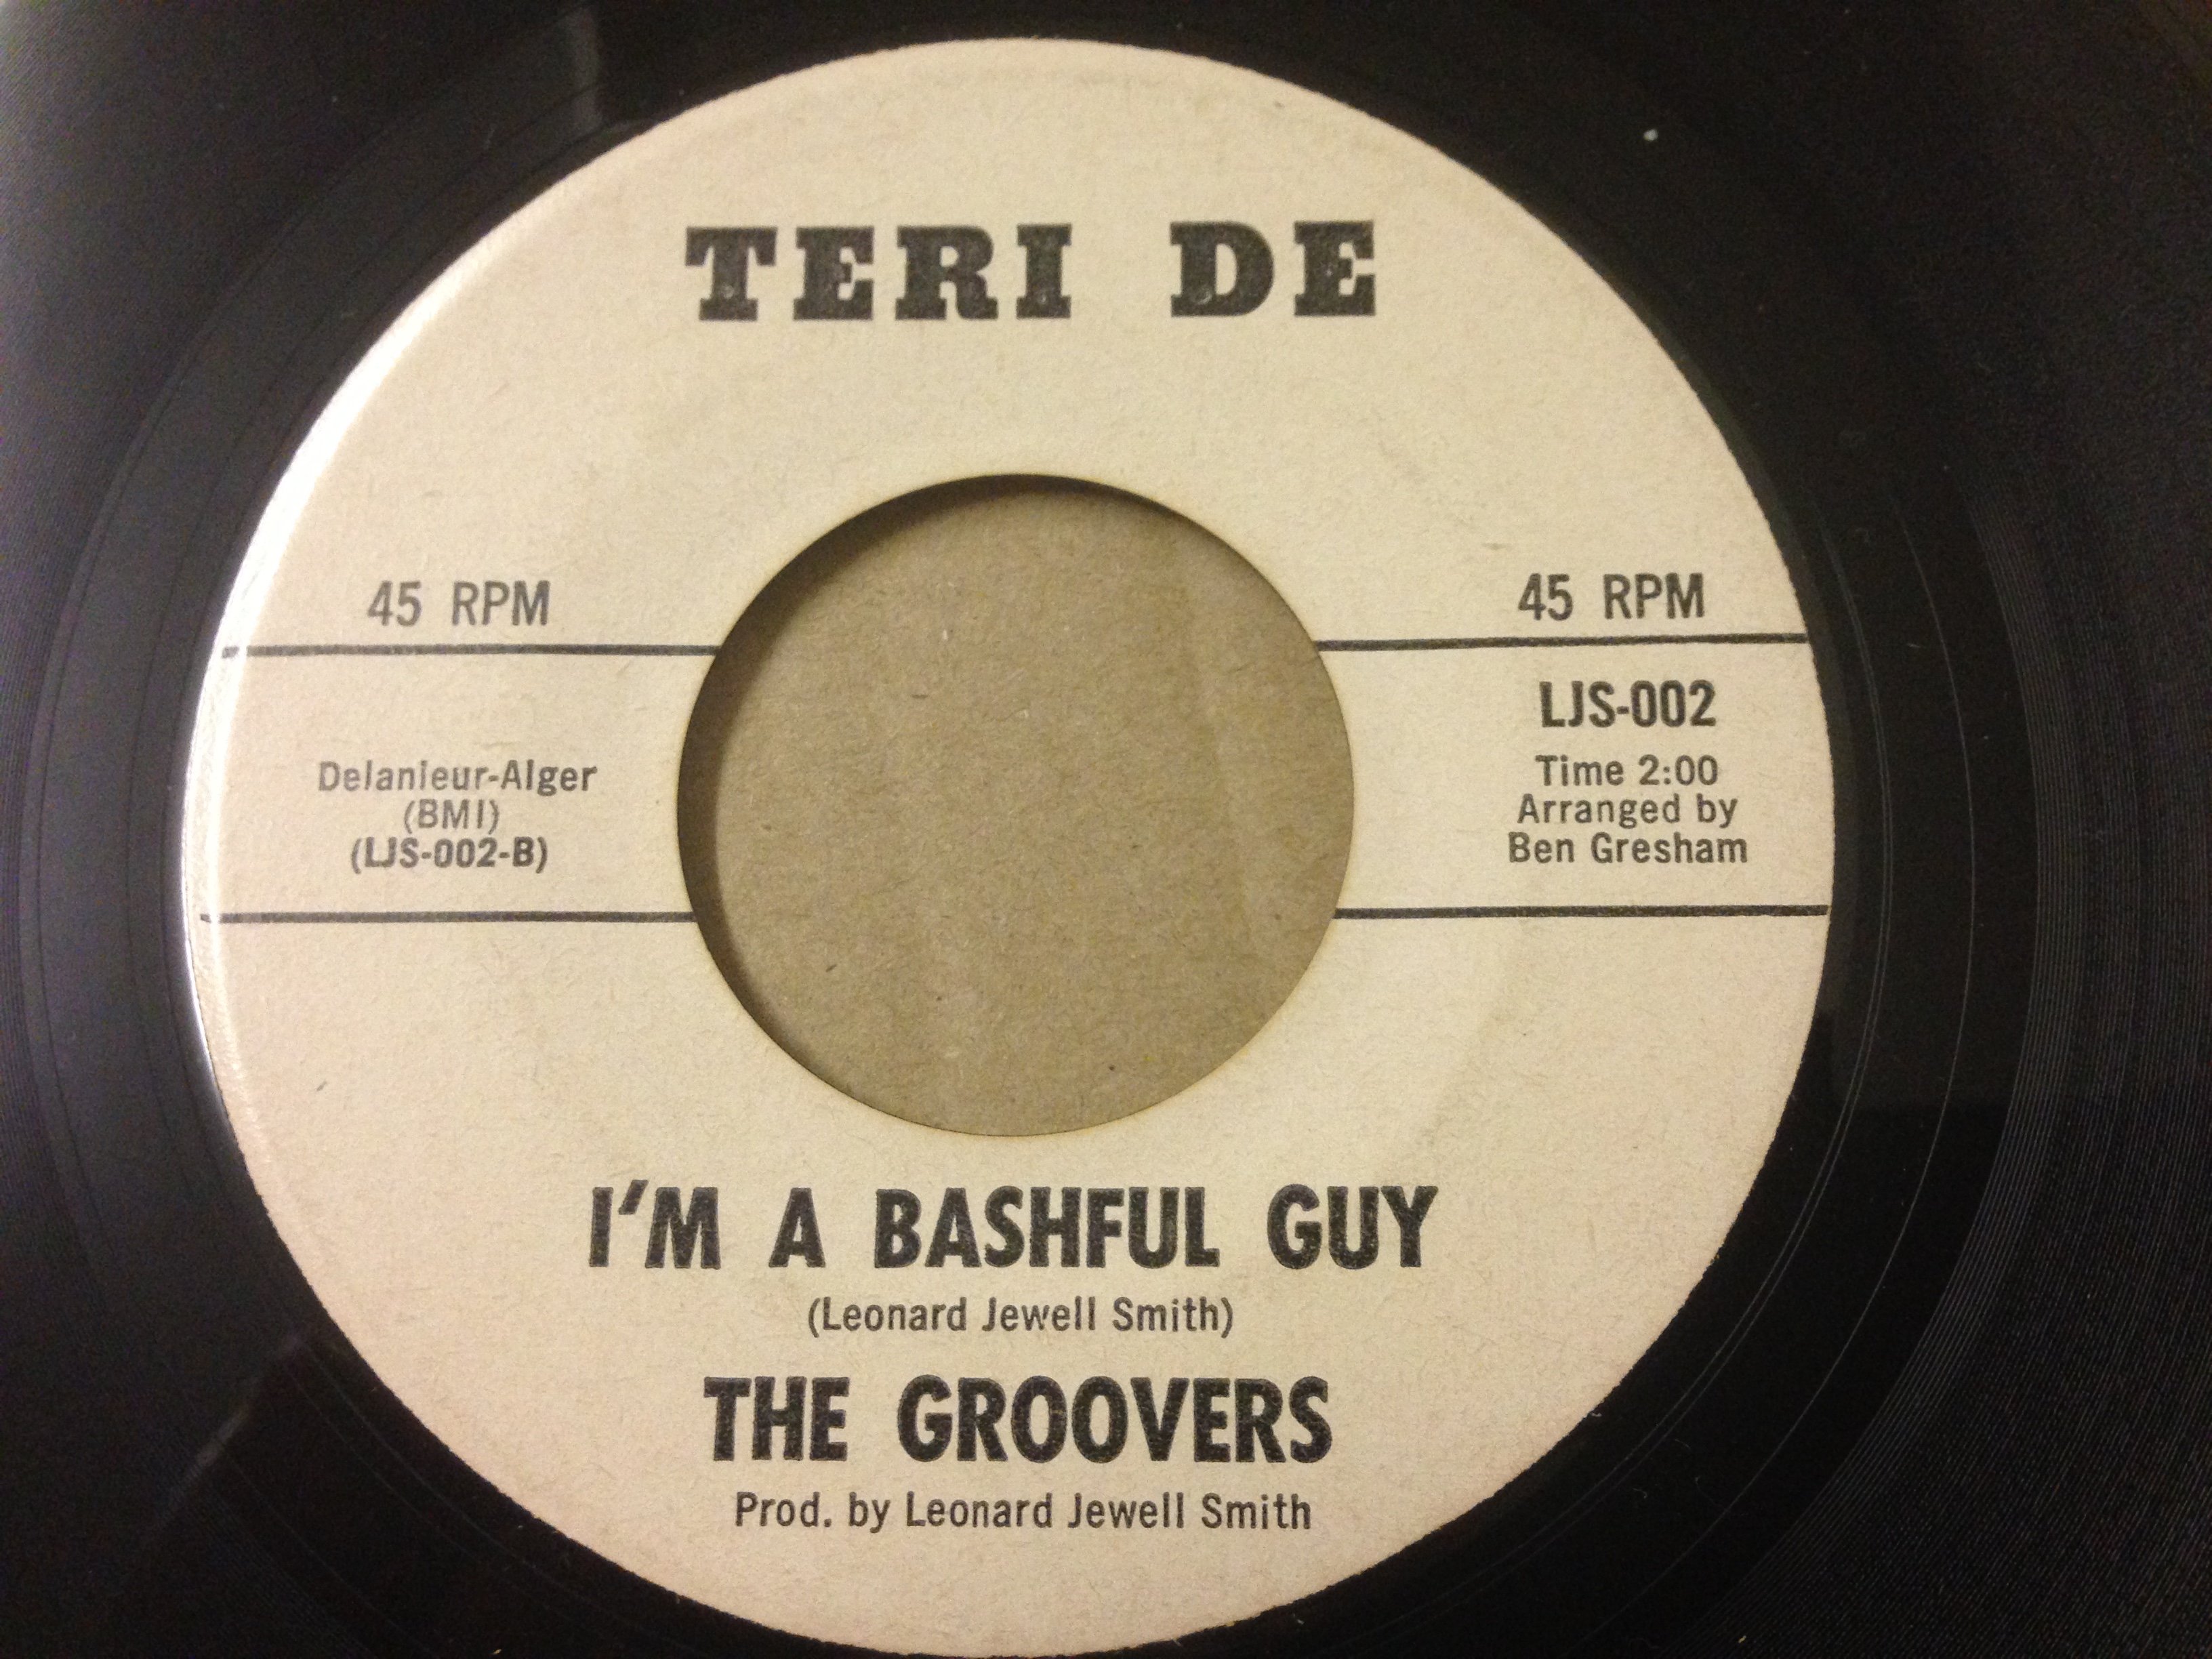 TERI DE
45 RPM
45 RPM
Delanieur-Alger
(BMI)
(LJS-002-B)
LJS-002
Time 2:00
Arranged by
Ben Gresham
I'M A BASHFUL GUY
(Leonard Jewell Smith)
THE GROOVERS
Prod. by Leonard Jewell Smith